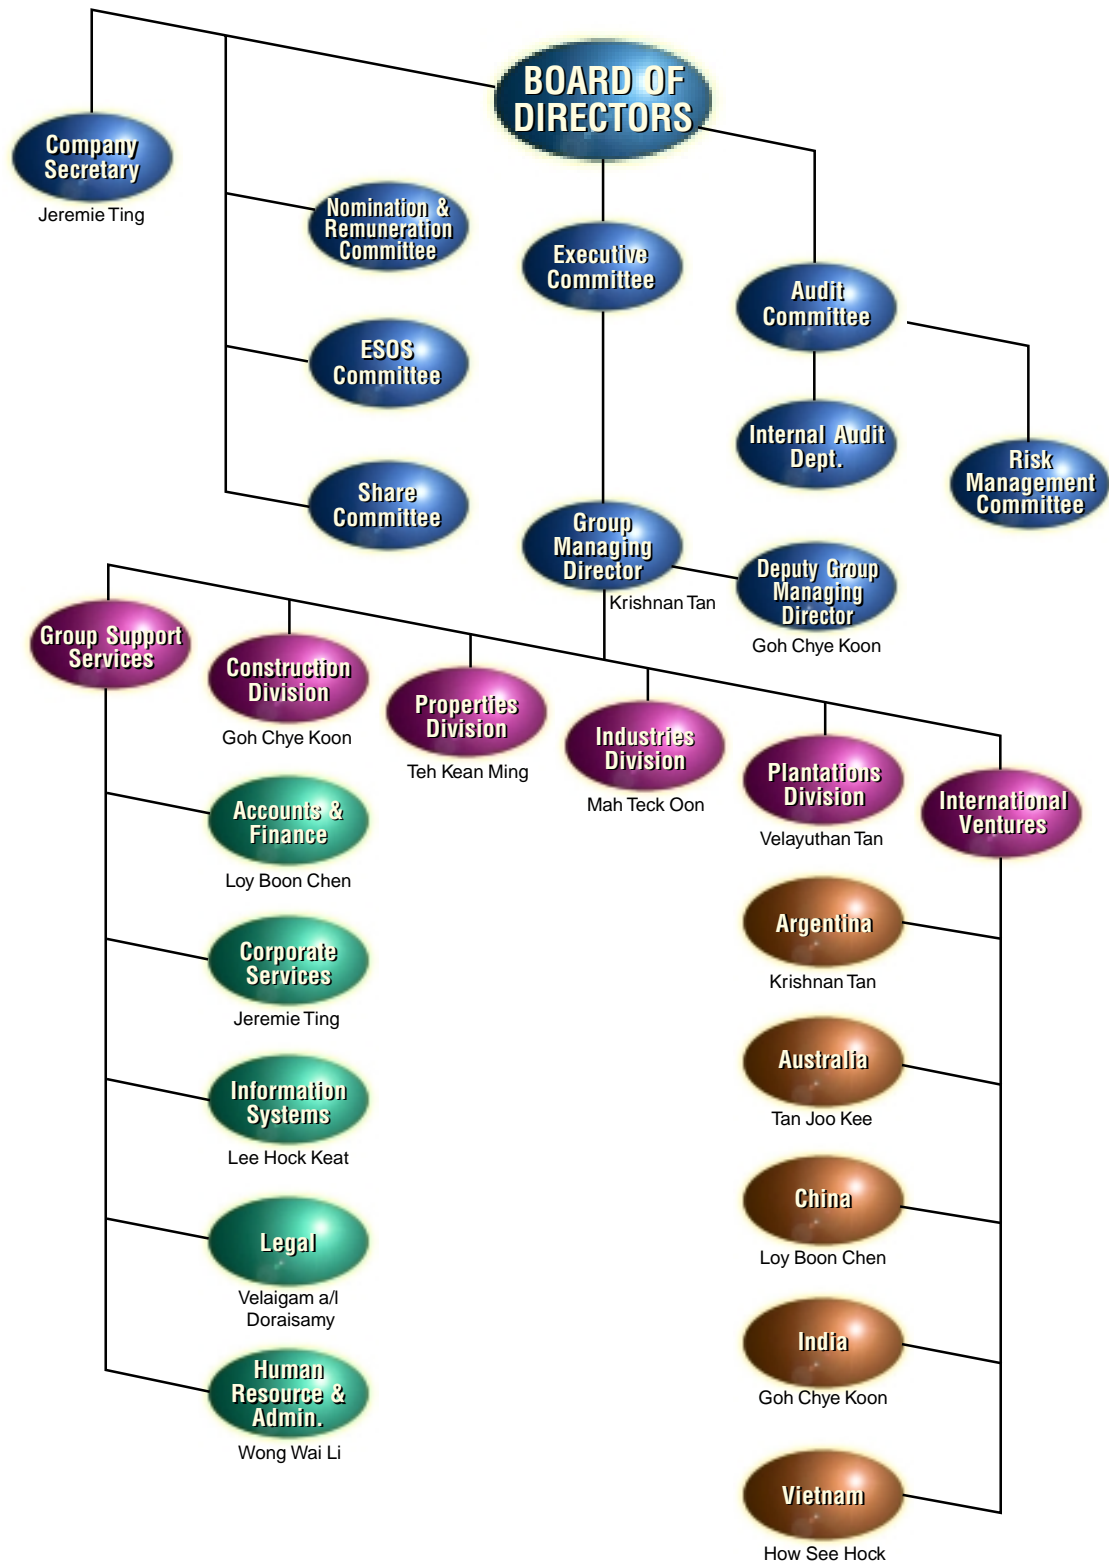 BOARD OF
DIRECTORS
Company
Secretary
Jeremie Ting
Nomination &
Remuneration
Committee
Executive
Committee
Audit
Committee
ESOS
Committee
Internal Audit
Dept.
Risk
Management
Committee
Share
Committee
Group
Managing
Director
Krishnan Tan
Deputy Group
Managing
Director
Goh Chye Koon
Group Support
Services
Construction
Division
Goh Chye Koon
Properties
Division
Teh Kean Ming
Industries
Division
Mah Teck Oon
Plantations
Division
Velayuthan Tan
International
Ventures
Accounts &
Finance
Loy Boon Chen
Corporate
Services
Jeremie Ting
Information
Systems
Lee Hock Keat
Legal
Velaigam a/l
Doraisamy
Human
Resource &
Admin.
Wong Wai Li
Argentina
Krishnan Tan
Australia
Tan Joo Kee
China
Loy Boon Chen
India
Goh Chye Koon
Vietnam
How See Hock